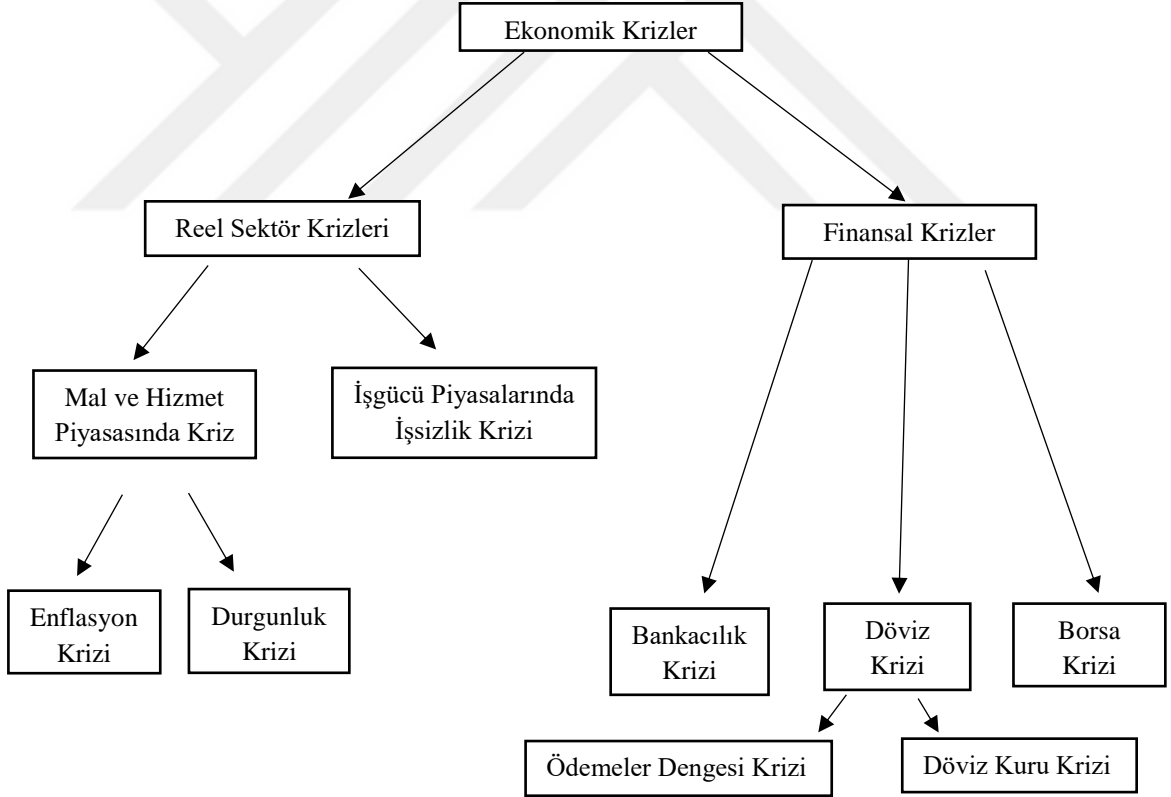 Ekonomik Krizler
Reel Sektör Krizleri
Finansal Krizler
Mal ve Hizmet
Piyasasında Kriz
İşgücü Piyasalarında
İşsizlik Krizi
Enflasyon
Krizi
Durgunluk
Krizi
Bankacılık
Krizi
Döviz
Krizi
Borsa
Krizi
Ödemeler Dengesi Krizi
Döviz Kuru Krizi